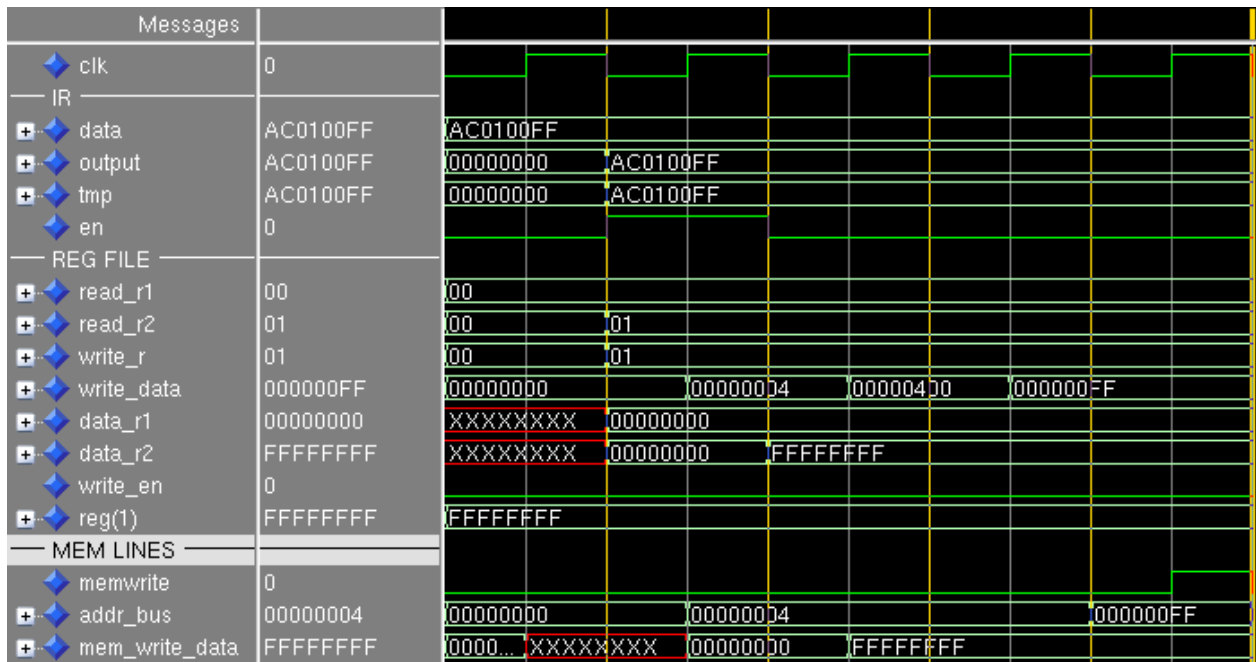 Messages
clk 0
IR
data AC0100FF AC0100FF
output AC0100FF 00000000 AC0100FF
tmp AC0100FF 00000000 AC0100FF
en 0
REG FILE
read_r1 00 00
read_r2 01 00 01
write_r 01 00 01
write_data 000000FF 00000000 00000004 00000400 000000FF
data_r1 00000000 XXXXXXXX 00000000
data_r2 FFFFFFFF XXXXXXXX 00000000 FFFFFFFF
write_en 0
reg(1) FFFFFFFF FFFFFFFF
MEM LINES
memwrite 0
addr_bus 00000004 00000000 00000004 000000FF
mem_write_data FFFFFFFF 0000... XXXXXXXX 00000000 FFFFFFFF